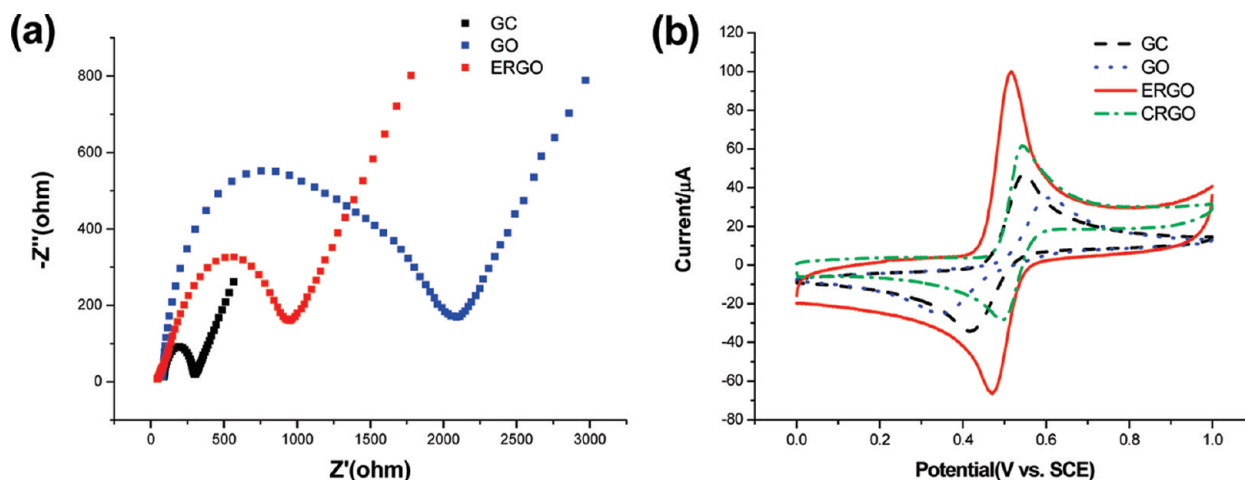 (a)
GC
GO
ERGO
800
600
400
200
0
-Z"(ohm)
0 500 1000 1500 2000 2500 3000
Z'(ohm)
(b)
GC
GO
ERGO
CRGO
120
100
80
60
40
20
0
-20
-40
-60
-80
Current/μA
0.0 0.2 0.4 0.6 0.8 1.0
Potential(V vs. SCE)